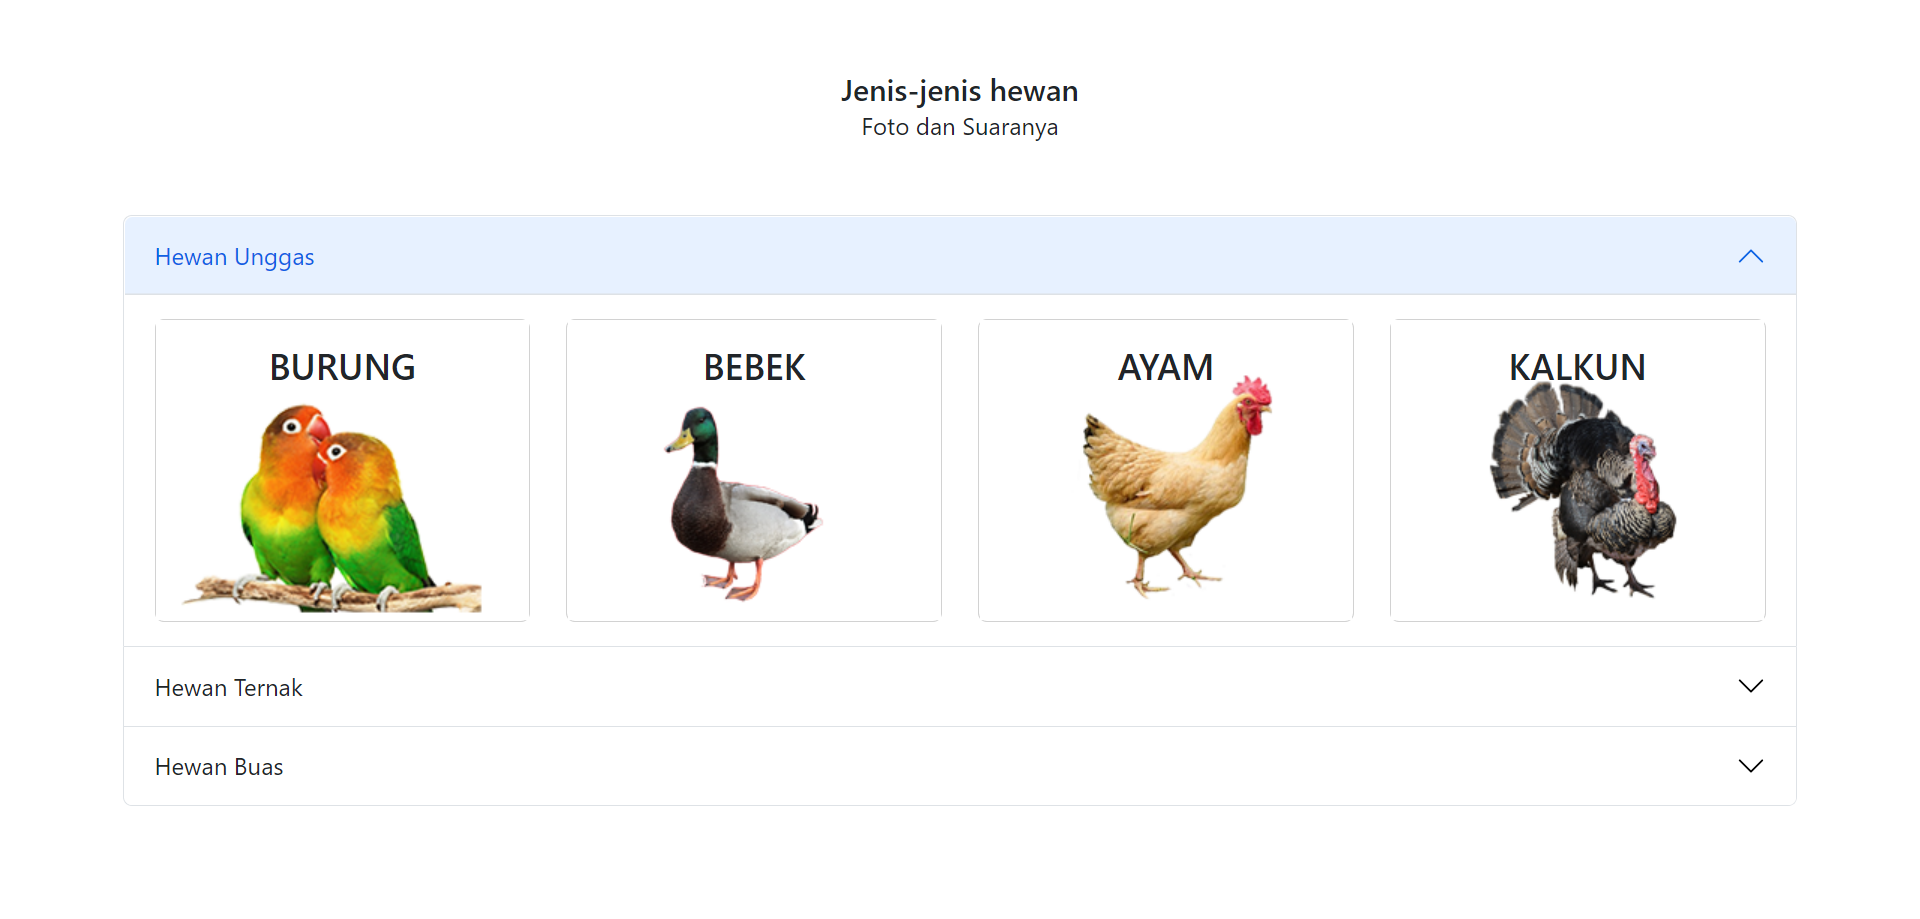 Jenis-jenis hewan
Foto dan Suaranya
Hewan Unggas
BURUNG
BEBEK
AYAM
KALKUN
Hewan Ternak
Hewan Buas